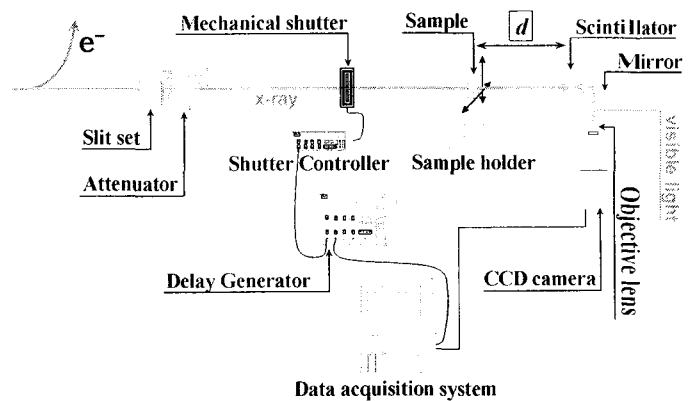 Mechanical shutter
Sample
d
Scintillator
Mirror
e⁻
x-ray
Slit set
Attenuator
Shutter Controller
Sample holder
visible light
Objective lens
Delay Generator
CCD camera
Data acquisition system